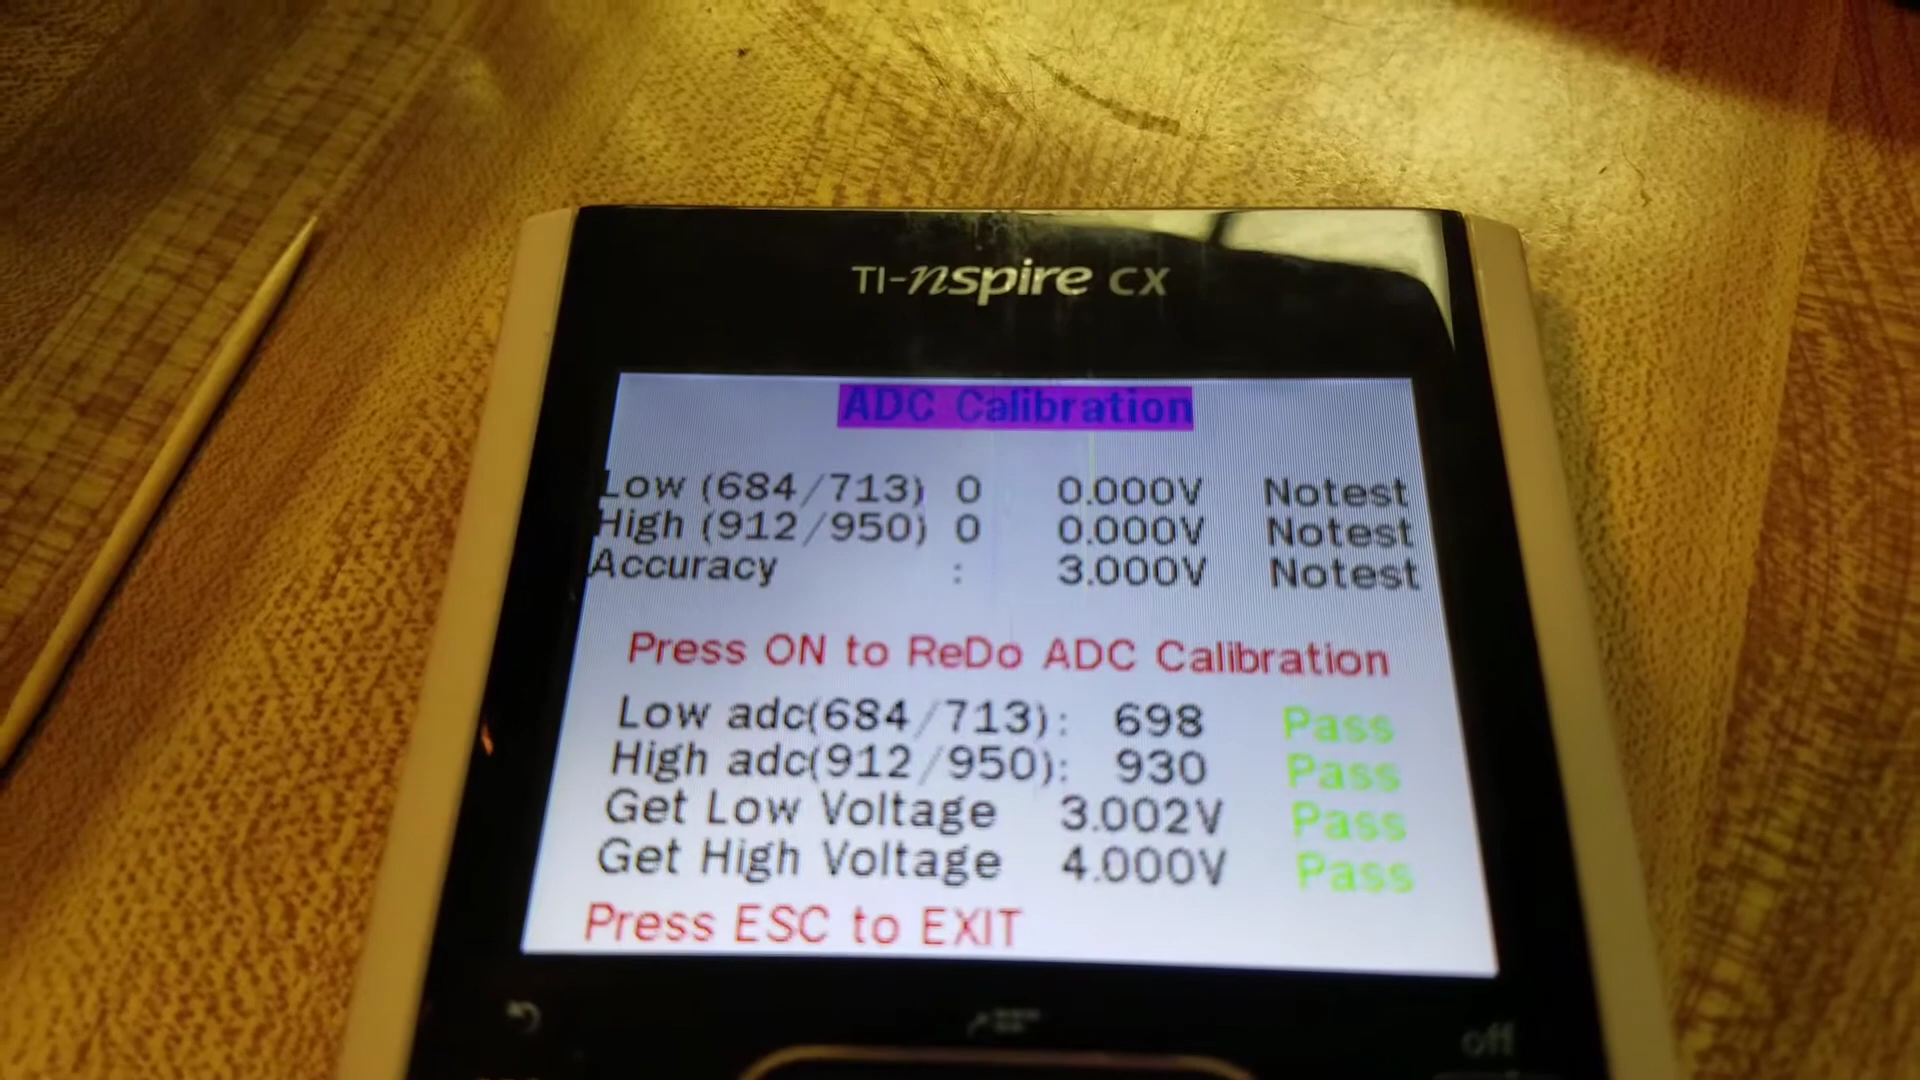 TI-nspire CX
ADC Calibration
Low (684/713) 0 0.000V Notest
High (912/950) 0 0.000V Notest
Accuracy : 3.000V Notest
Press ON to ReDo ADC Calibration
Low adc(684/713): 698 Pass
High adc(912/950): 930 Pass
Get Low Voltage 3.002V Pass
Get High Voltage 4.000V Pass
Press ESC to EXIT
off